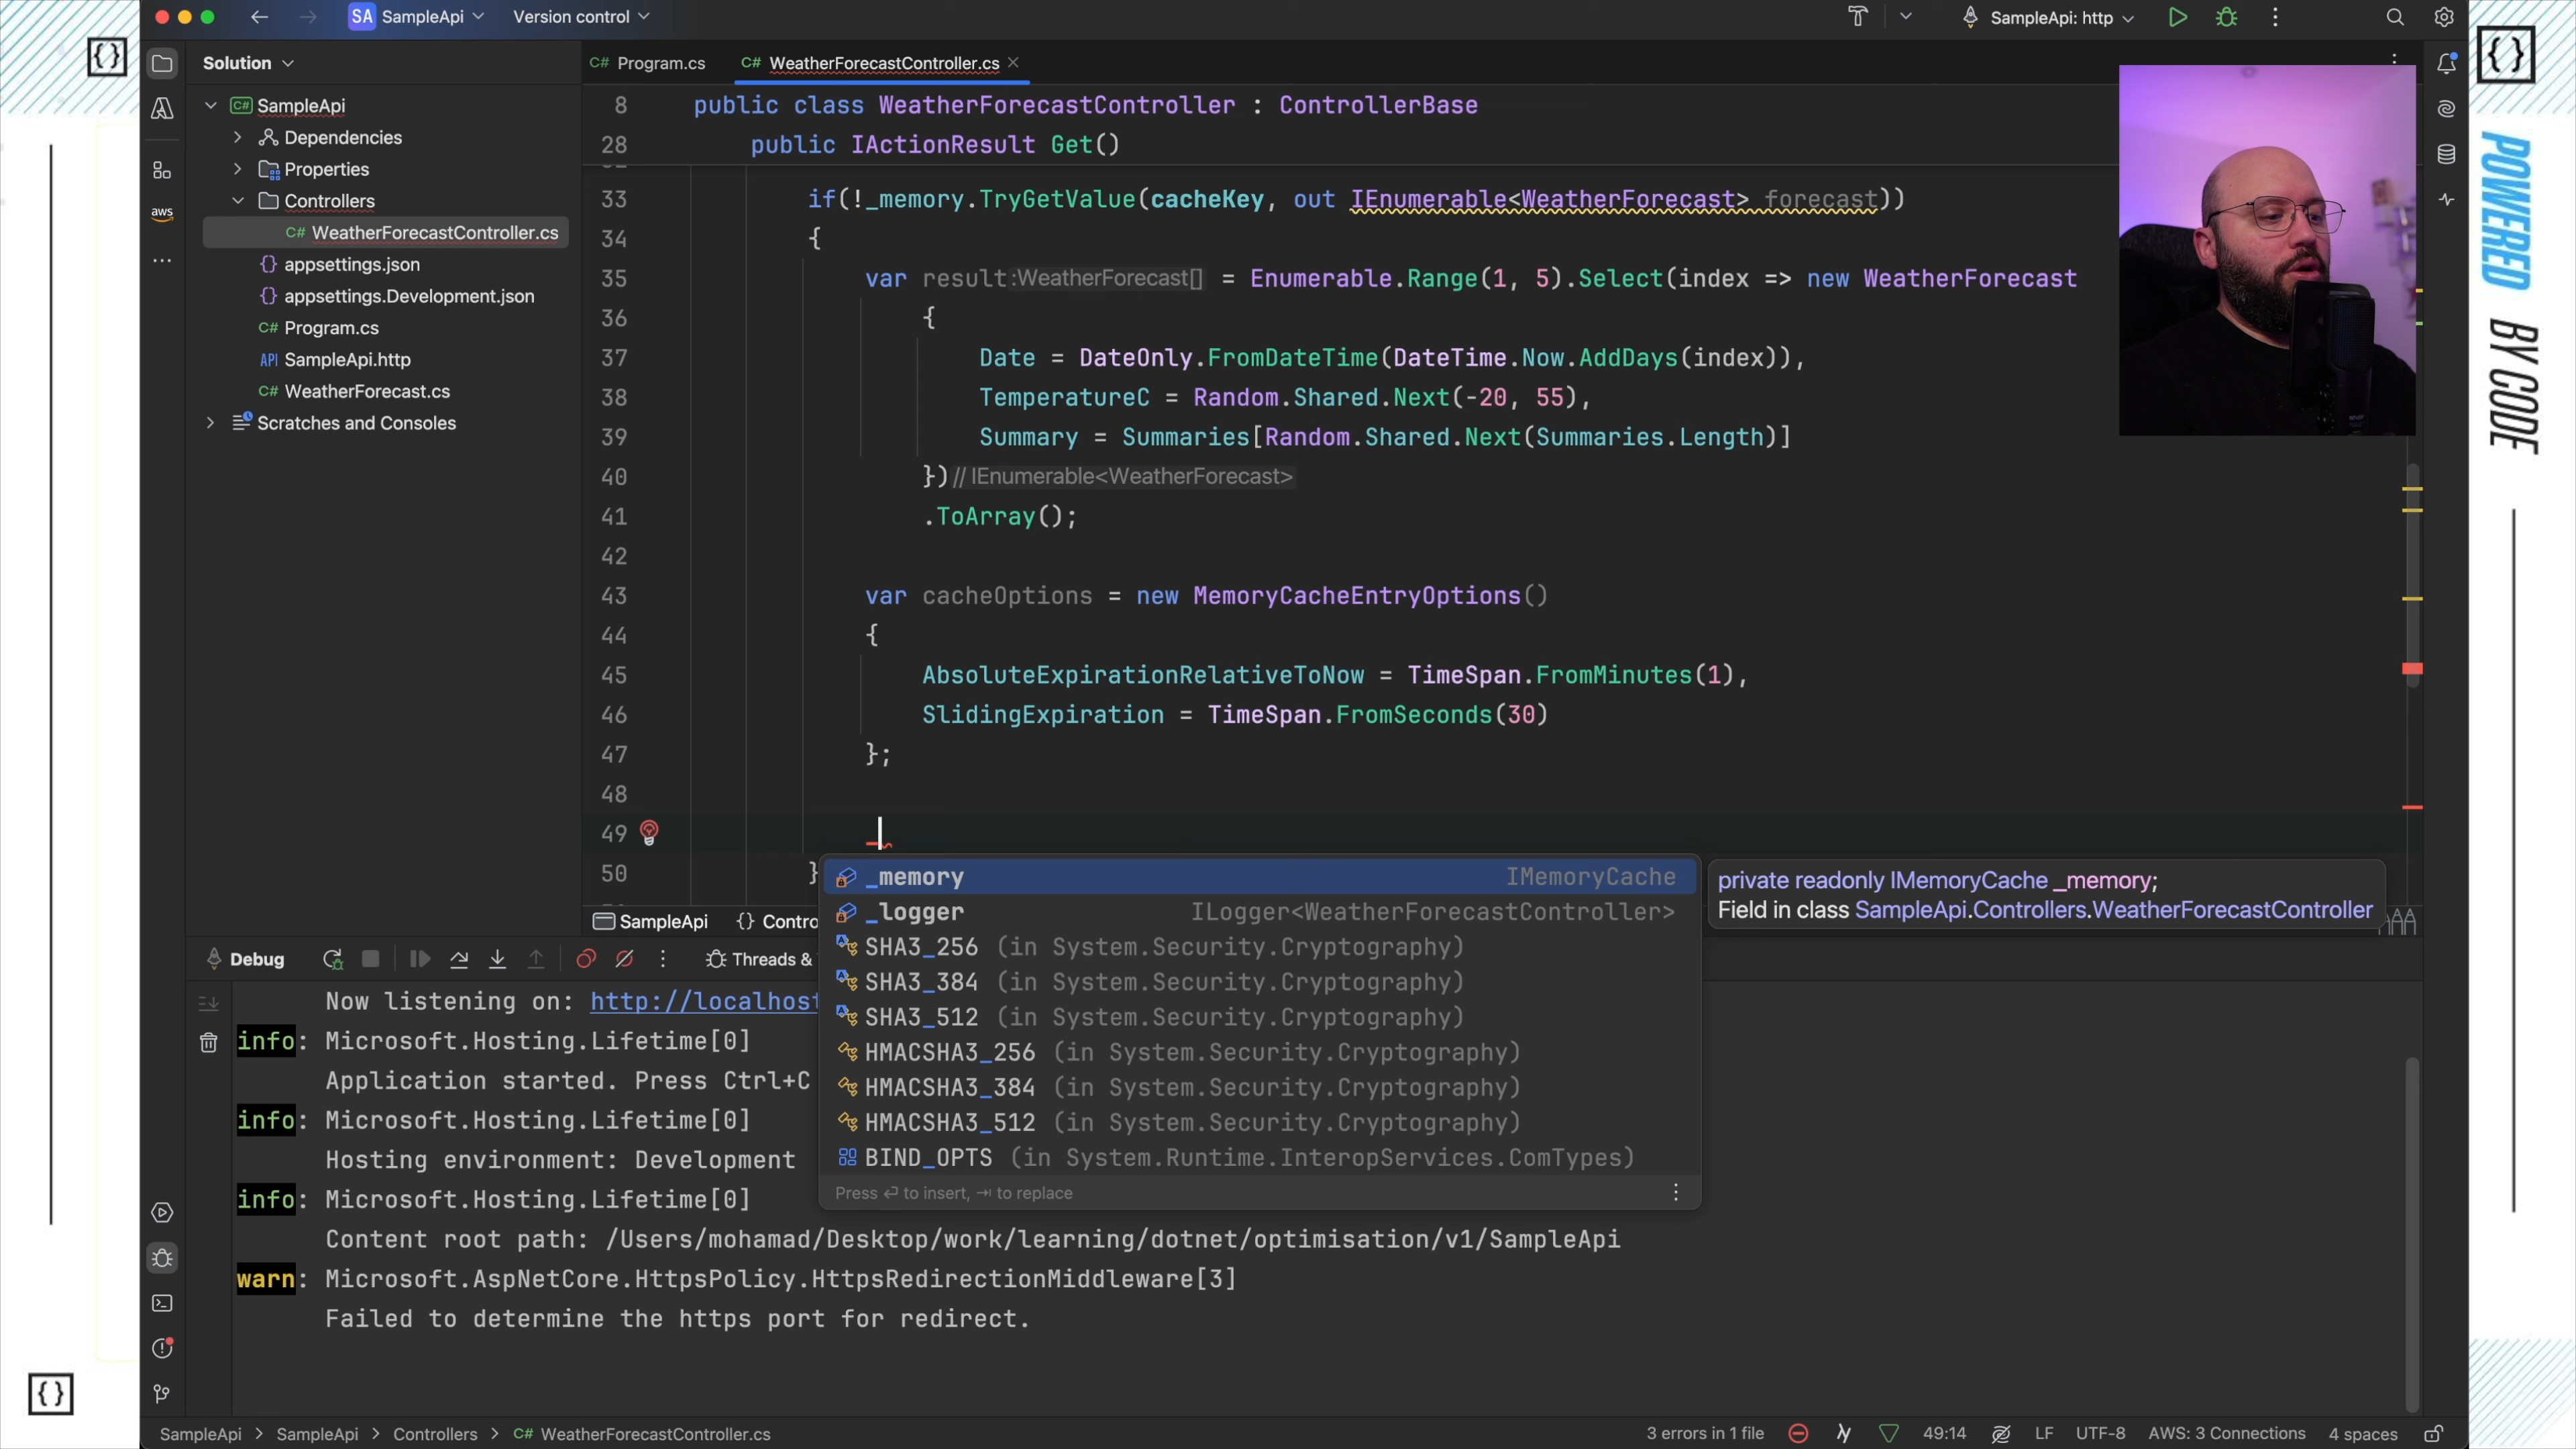 SA SampleApi
Version control
SampleApi: http
Solution
C# Program.cs
C# WeatherForecastController.cs
C# SampleApi
Dependencies
Properties
Controllers
C# WeatherForecastController.cs
{} appsettings.json
{} appsettings.Development.json
C# Program.cs
API SampleApi.http
C# WeatherForecast.cs
Scratches and Consoles
aws
8 public class WeatherForecastController : ControllerBase
28 public IActionResult Get()
33 if(!_memory.TryGetValue(cacheKey, out IEnumerable<WeatherForecast> forecast))
34 {
35 var result:WeatherForecast[] = Enumerable.Range(1, 5).Select(index => new WeatherForecast
36 {
37 Date = DateOnly.FromDateTime(DateTime.Now.AddDays(index)),
38 TemperatureC = Random.Shared.Next(-20, 55),
39 Summary = Summaries[Random.Shared.Next(Summaries.Length)]
40 }) // IEnumerable<WeatherForecast>
41 .ToArray();
42
43 var cacheOptions = new MemoryCacheEntryOptions()
44 {
45 AbsoluteExpirationRelativeToNow = TimeSpan.FromMinutes(1),
46 SlidingExpiration = TimeSpan.FromSeconds(30)
47 };
48
49 _
50 }
_memory IMemoryCache
_logger ILogger<WeatherForecastController>
SHA3_256 (in System.Security.Cryptography)
SHA3_384 (in System.Security.Cryptography)
SHA3_512 (in System.Security.Cryptography)
HMACSHA3_256 (in System.Security.Cryptography)
HMACSHA3_384 (in System.Security.Cryptography)
HMACSHA3_512 (in System.Security.Cryptography)
BIND_OPTS (in System.Runtime.InteropServices.ComTypes)
Press ⏎ to insert, ⇥ to replace
private readonly IMemoryCache _memory;
Field in class SampleApi.Controllers.WeatherForecastController
SampleApi {} Contro
Debug
Threads &
Now listening on: http://localhost
info: Microsoft.Hosting.Lifetime[0]
Application started. Press Ctrl+C
info: Microsoft.Hosting.Lifetime[0]
Hosting environment: Development
info: Microsoft.Hosting.Lifetime[0]
Content root path: /Users/mohamad/Desktop/work/learning/dotnet/optimisation/v1/SampleApi
warn: Microsoft.AspNetCore.HttpsPolicy.HttpsRedirectionMiddleware[3]
Failed to determine the https port for redirect.
SampleApi > SampleApi > Controllers > C# WeatherForecastController.cs
3 errors in 1 file
49:14
LF
UTF-8
AWS: 3 Connections
4 spaces
POWERED BY CODE